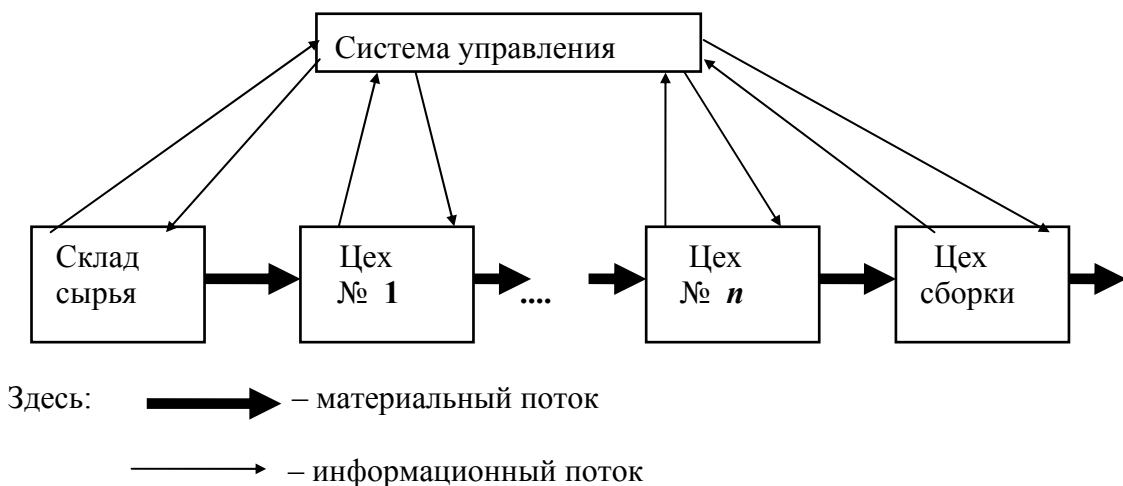 Система управления
Склад
сырья
Цех
№ 1
....
Цех
№ n
Цех
сборки
Здесь:
– материальный поток
– информационный поток